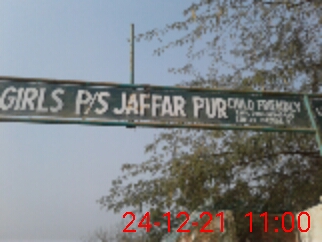 GIRLS P/S JAFFAR PUR
CHILD FRIENDLY
24-12-21 11:00